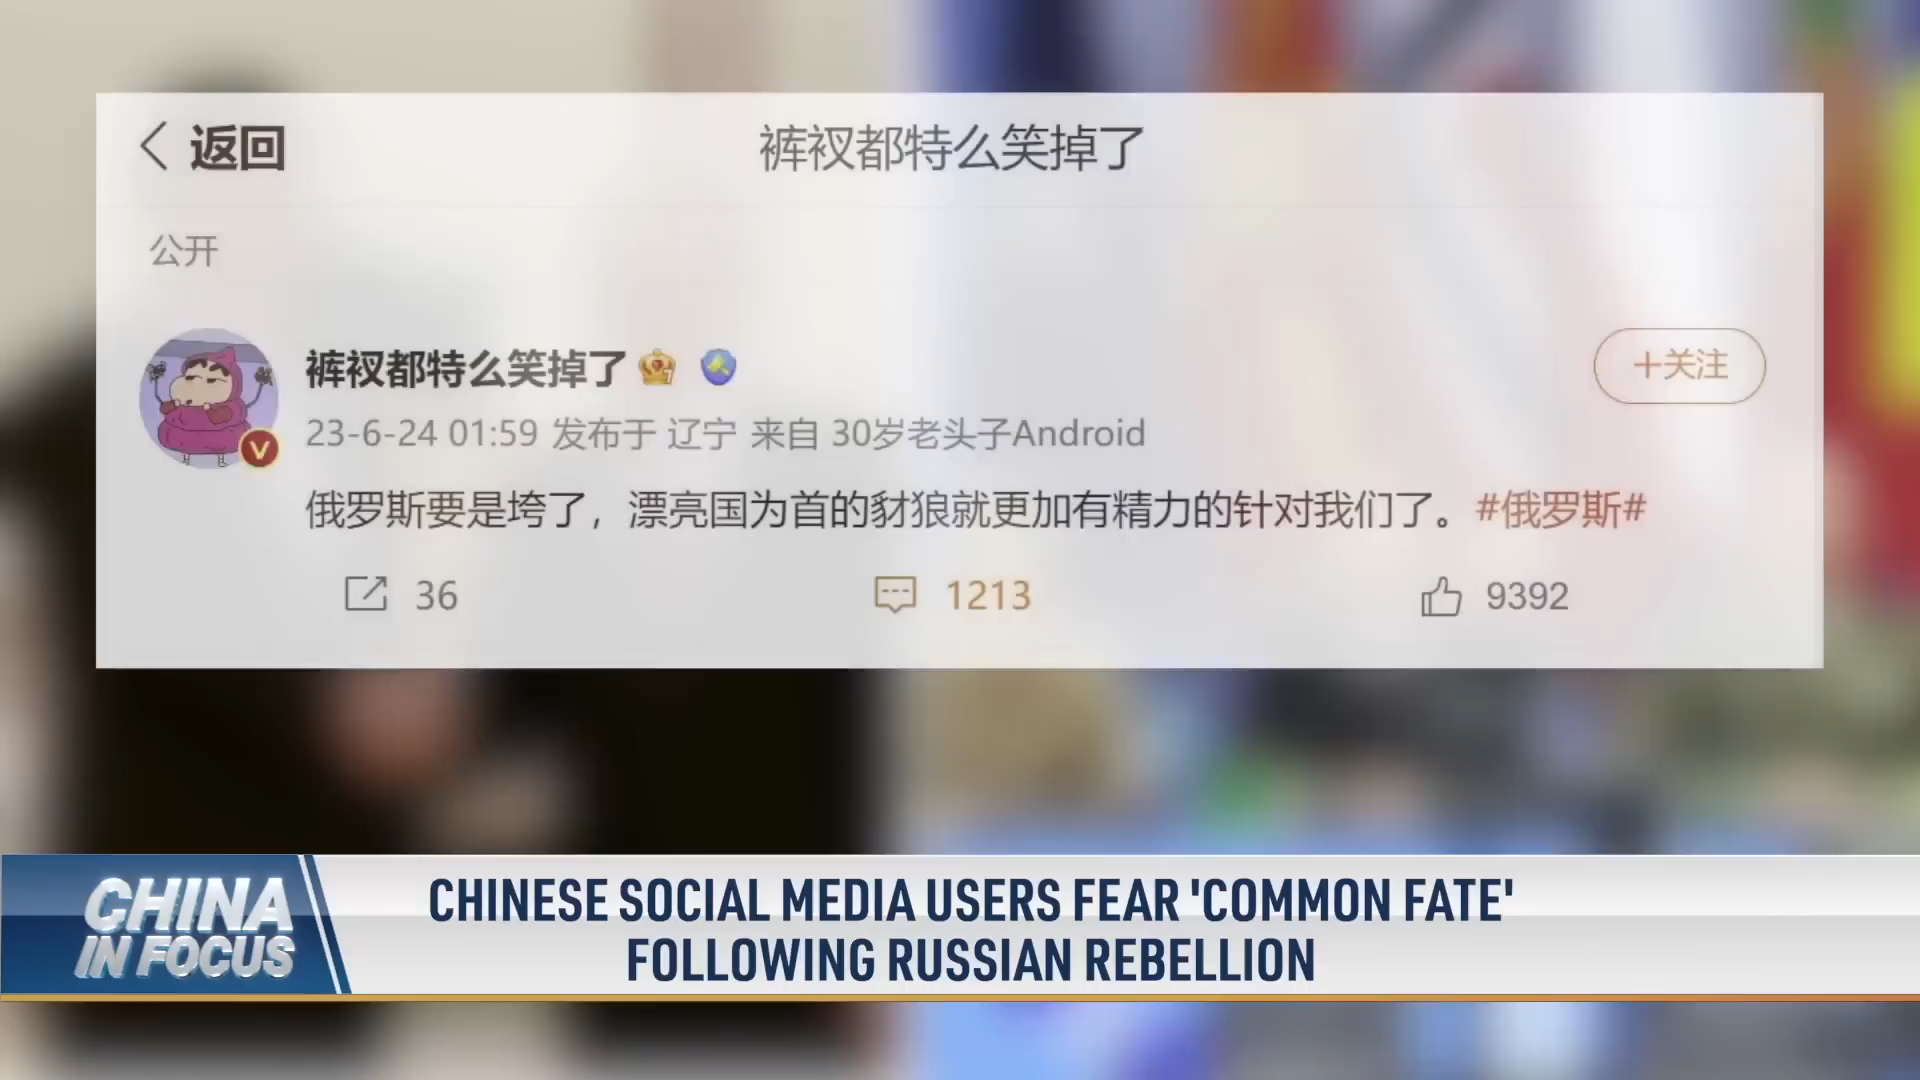 返回
裤衩都特么笑掉了
公开
裤衩都特么笑掉了
+关注
23-6-24 01:59 发布于 辽宁 来自 30岁老头子Android
俄罗斯要是垮了，漂亮国为首的豺狼就更加有精力的针对我们了。#俄罗斯#
36
1213
9392
CHINA
IN FOCUS
CHINESE SOCIAL MEDIA USERS FEAR 'COMMON FATE'
FOLLOWING RUSSIAN REBELLION